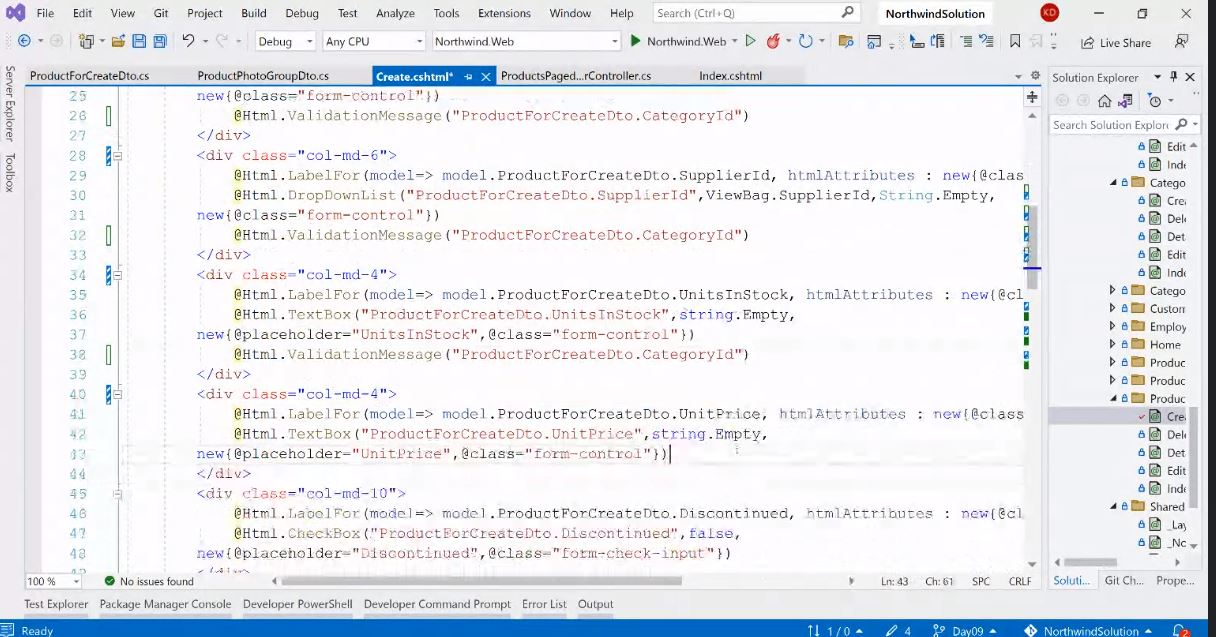 File Edit View Git Project Build Debug Test Analyze Tools Extensions Window Help Search (Ctrl+Q) NorthwindSolution KD
Debug Any CPU Northwind.Web Northwind.Web Live Share
Server Explorer
Toolbox
ProductForCreateDto.cs ProductPhotoGroupDto.cs Create.cshtml* ProductsPaged...rController.cs Index.cshtml
25 new{@class="form-control"})
26 @Html.ValidationMessage("ProductForCreateDto.CategoryId")
27 </div>
28 <div class="col-md-6">
29 @Html.LabelFor(model=> model.ProductForCreateDto.SupplierId, htmlAttributes : new{@clas
30 @Html.DropDownList("ProductForCreateDto.SupplierId",ViewBag.SupplierId,String.Empty,
31 new{@class="form-control"})
32 @Html.ValidationMessage("ProductForCreateDto.CategoryId")
33 </div>
34 <div class="col-md-4">
35 @Html.LabelFor(model=> model.ProductForCreateDto.UnitsInStock, htmlAttributes : new{@cl
36 @Html.TextBox("ProductForCreateDto.UnitsInStock",string.Empty,
37 new{@placeholder="UnitsInStock",@class="form-control"})
38 @Html.ValidationMessage("ProductForCreateDto.CategoryId")
39 </div>
40 <div class="col-md-4">
41 @Html.LabelFor(model=> model.ProductForCreateDto.UnitPrice, htmlAttributes : new{@class
42 @Html.TextBox("ProductForCreateDto.UnitPrice",string.Empty,
43 new{@placeholder="UnitPrice",@class="form-control"})
44 </div>
45 <div class="col-md-10">
46 @Html.LabelFor(model=> model.ProductForCreateDto.Discontinued, htmlAttributes : new{@cl
47 @Html.CheckBox("ProductForCreateDto.Discontinued",false,
48 new{@placeholder="Discontinued",@class="form-check-input"})
</div>
100 % No issues found Ln: 43 Ch: 61 SPC CRLF
Solution Explorer
Search Solution Explore
Edit
Inde
Catego
Cre
Dele
Det
Edit
Inde
Catego
Custom
Employ
Home
Produc
Produc
Produc
Cre
Dele
Det
Edit
Inde
Shared
_Lay
_No
Soluti... Git Ch... Prope...
Test Explorer Package Manager Console Developer PowerShell Developer Command Prompt Error List Output
Ready 1 / 0 4 Day09 NorthwindSolution 2